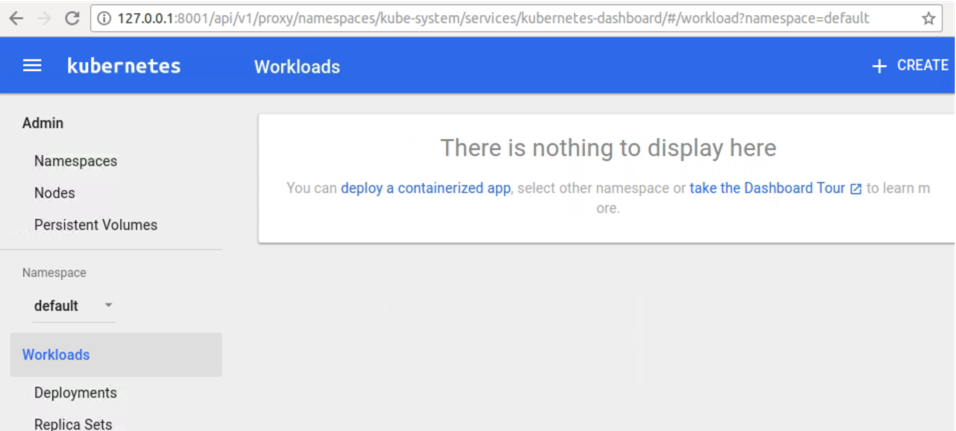 127.0.0.1:8001/api/v1/proxy/namespaces/kube-system/services/kubernetes-dashboard/#/workload?namespace=default
kubernetes
Workloads
+ CREATE
Admin
Namespaces
Nodes
Persistent Volumes
Namespace
default
Workloads
Deployments
Replica Sets
There is nothing to display here
You can deploy a containerized app, select other namespace or take the Dashboard Tour to learn m
ore.